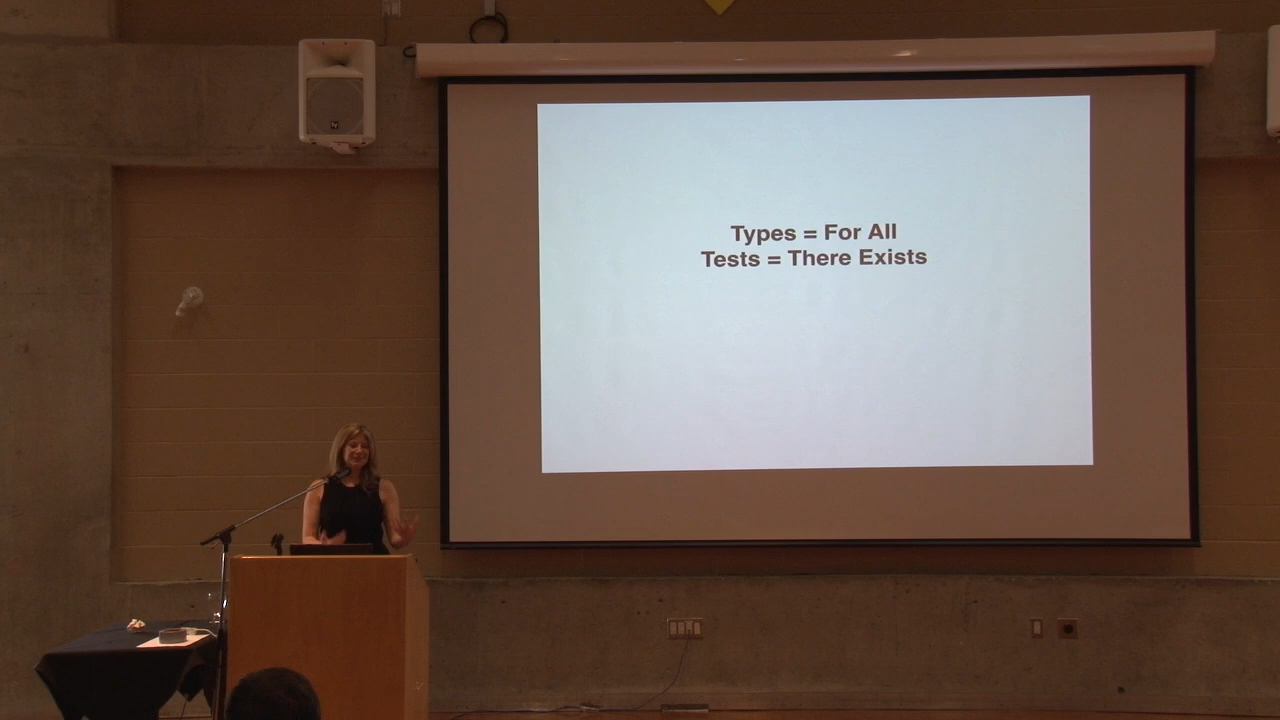 Types = For All
Tests = There Exists